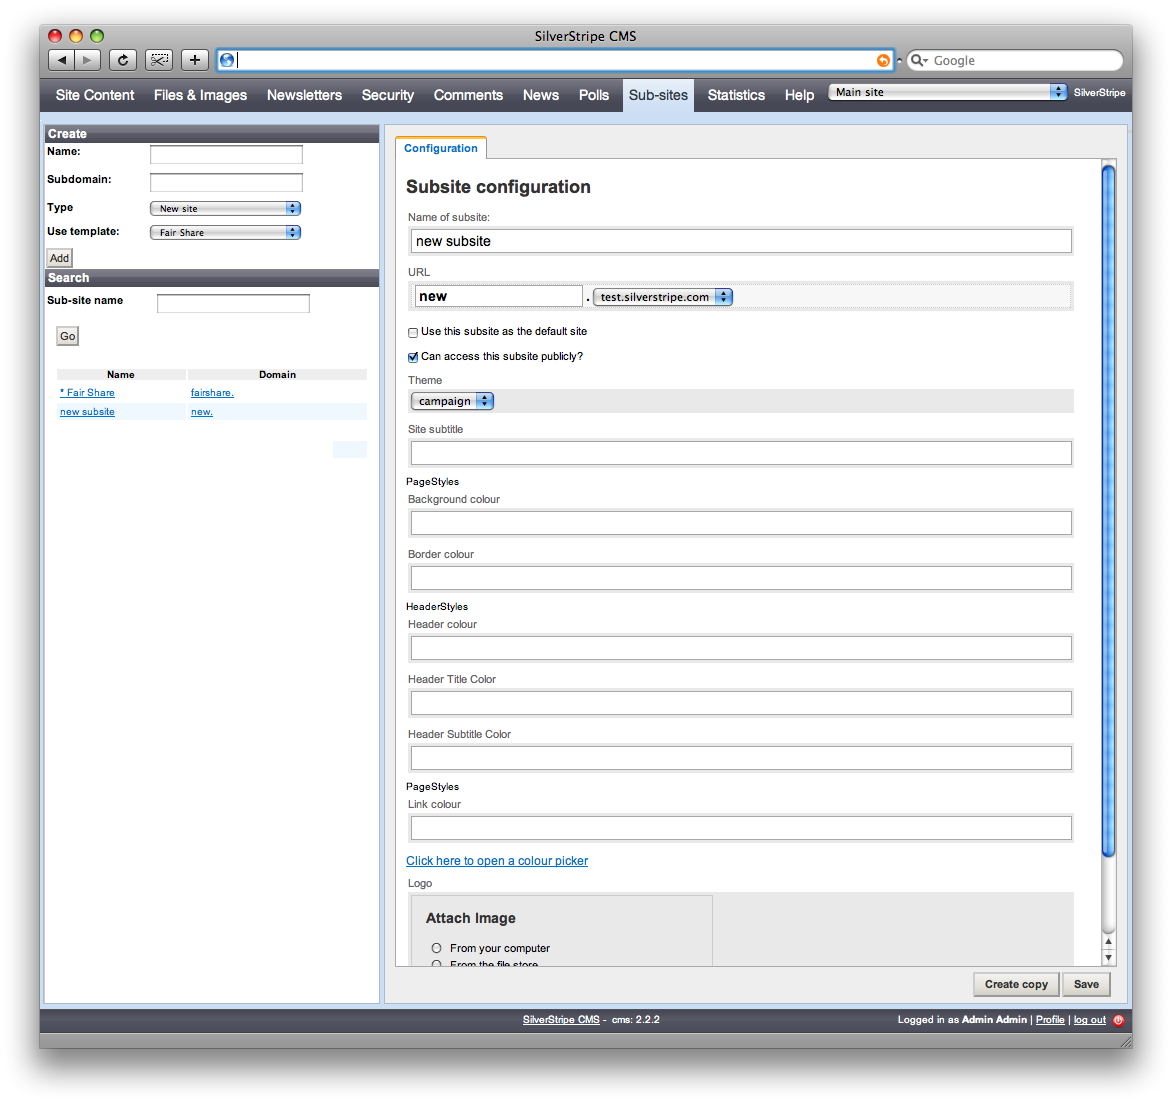 SilverStripe CMS
Google
Site Content Files & Images Newsletters Security Comments News Polls Sub-sites Statistics Help Main site SilverStripe
Create
Name:
Subdomain:
Type New site
Use template: Fair Share
Add
Search
Sub-site name
Go
Name Domain
* Fair Share fairshare.
new subsite new.
Configuration
Subsite configuration
Name of subsite:
new subsite
URL
new . test.silverstripe.com
Use this subsite as the default site
Can access this subsite publicly?
Theme
campaign
Site subtitle
PageStyles
Background colour
Border colour
HeaderStyles
Header colour
Header Title Color
Header Subtitle Color
PageStyles
Link colour
Click here to open a colour picker
Logo
Attach Image
From your computer
From the file store
Create copy Save
SilverStripe CMS - cms: 2.2.2
Logged in as Admin Admin | Profile | log out